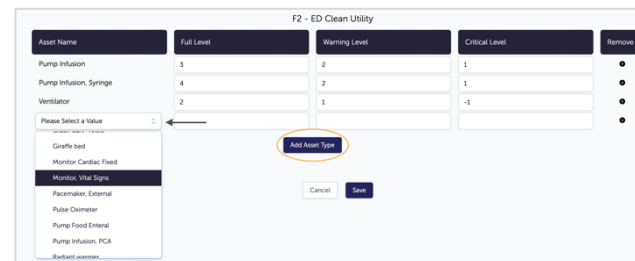 F2 - ED Clean Utility
Asset Name Full Level Warning Level Critical Level Remove
Pump Infusion 3 2 1
Pump Infusion, Syringe 4 2 1
Ventilator 2 1 -1
Please Select a Value
Giraffe bed
Monitor Cardiac Fixed
Monitor, Vital Signs
Pacemaker, External
Pulse Oximeter
Pump Food Enteral
Pump Infusion, PCA
Radiant warmer
Add Asset Type
Cancel Save